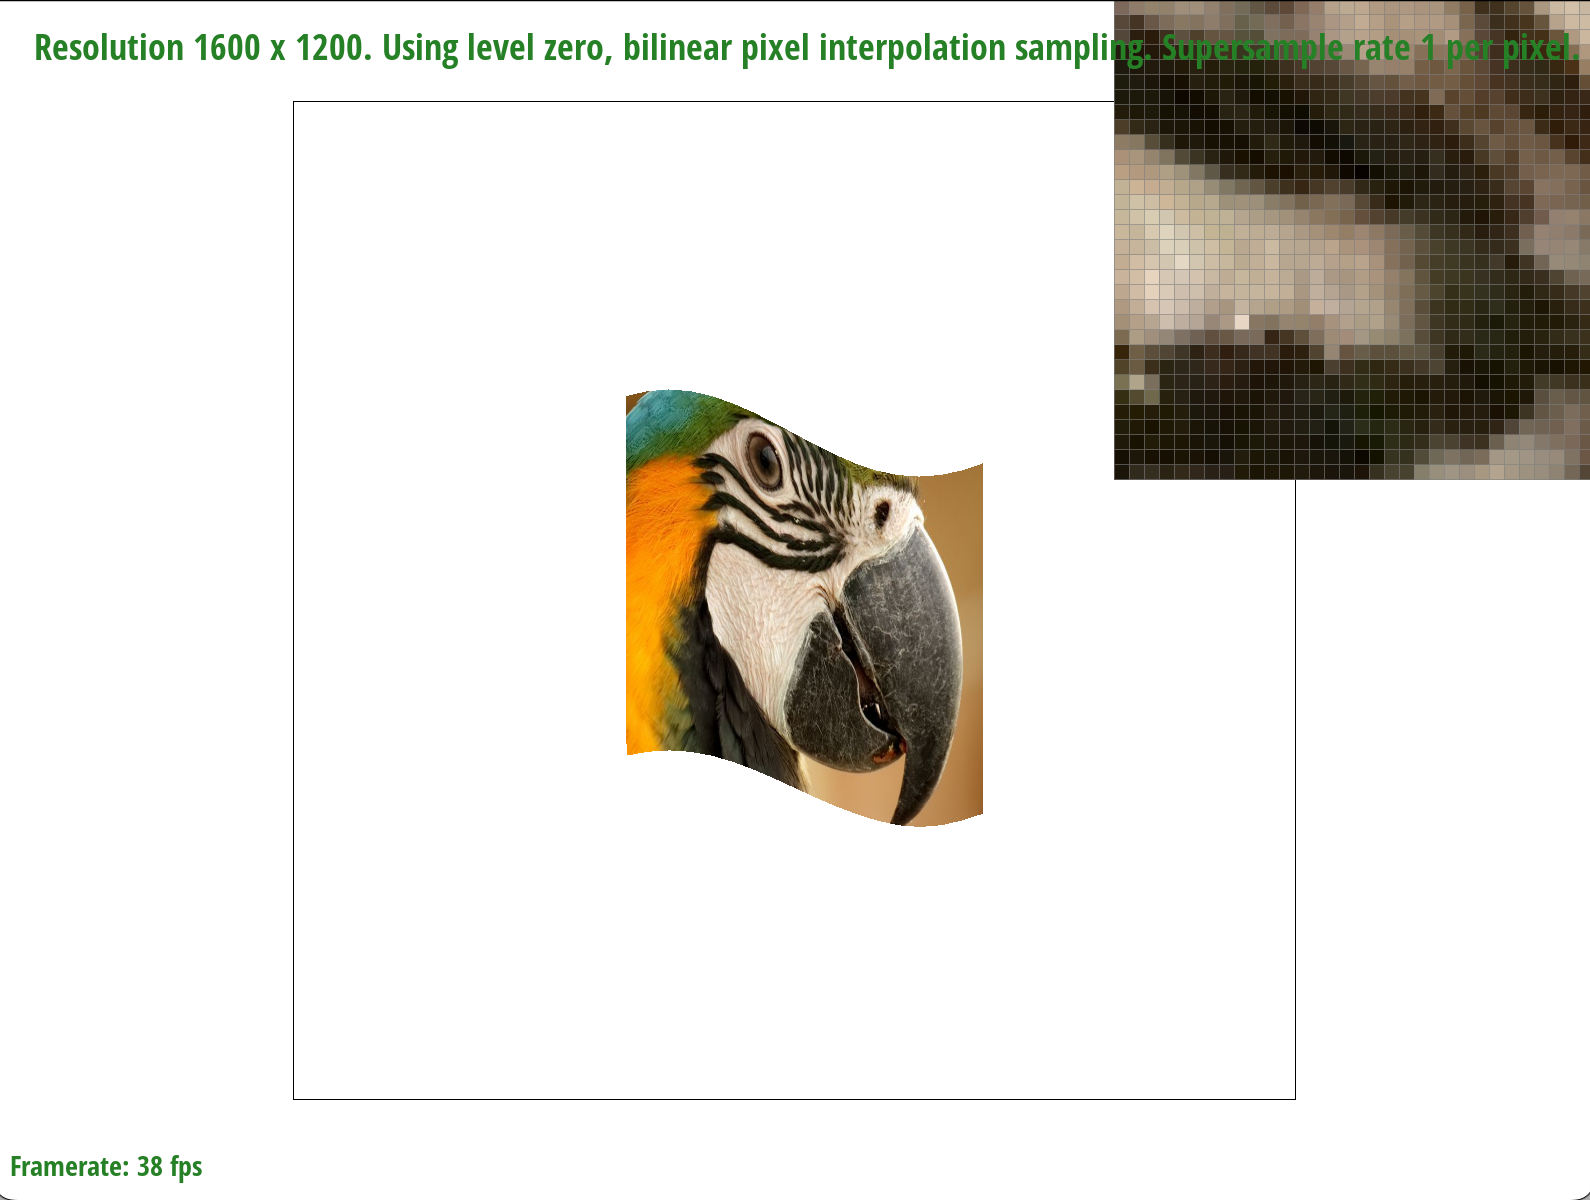 Resolution 1600 x 1200. Using level zero, bilinear pixel interpolation sampling. Supersample rate 1 per pixel.
Framerate: 38 fps